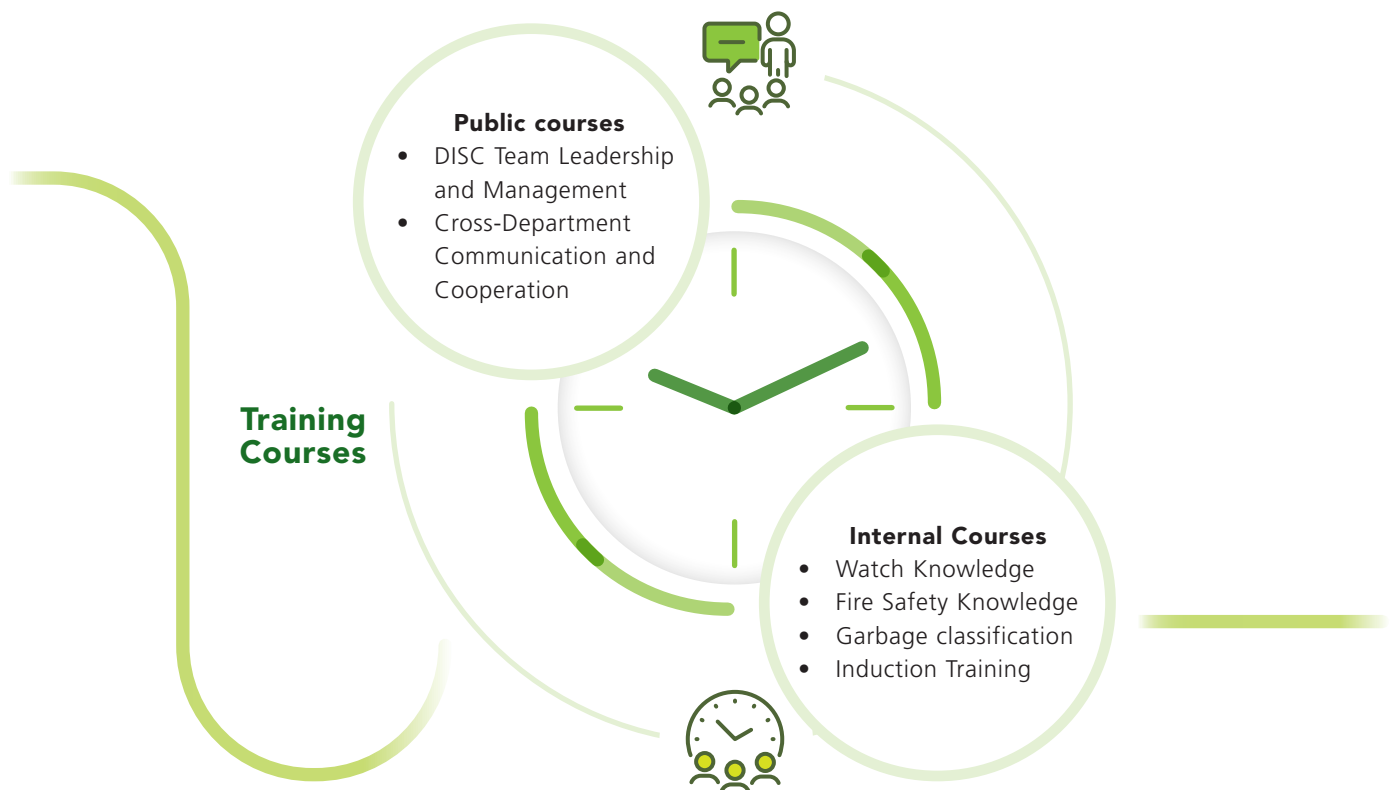 Public courses
• DISC Team Leadership
and Management
• Cross-Department
Communication and
Cooperation
Training
Courses
Internal Courses
• Watch Knowledge
• Fire Safety Knowledge
• Garbage classification
• Induction Training